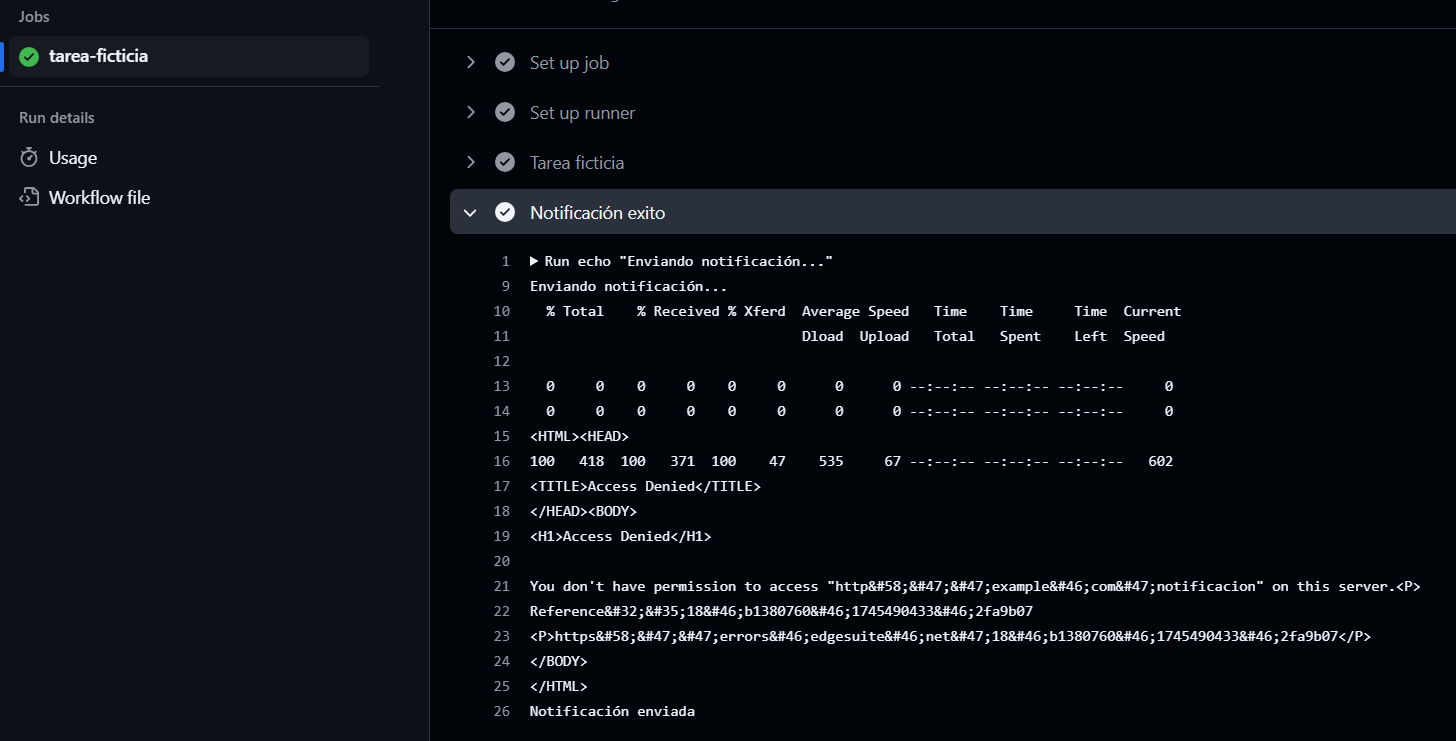 Jobs
tarea-ficticia
Run details
Usage
Workflow file
Set up job
Set up runner
Tarea ficticia
Notificación exito
1 Run echo "Enviando notificación..."
9 Enviando notificación...
10 % Total % Received % Xferd Average Speed Time Time Time Current
11 Dload Upload Total Spent Left Speed
12
13 0 0 0 0 0 0 0 0 --:--:-- --:--:-- --:--:-- 0
14 0 0 0 0 0 0 0 0 --:--:-- --:--:-- --:--:-- 0
15 <HTML><HEAD>
16 100 418 100 371 100 47 535 67 --:--:-- --:--:-- --:--:-- 602
17 <TITLE>Access Denied</TITLE>
18 </HEAD><BODY>
19 <H1>Access Denied</H1>
20
21 You don't have permission to access "http&#58;&#47;&#47;example&#46;com&#47;notificacion" on this server.<P>
22 Reference&#32;&#35;18&#46;b1380760&#46;1745490433&#46;2fa9b07
23 <P>https&#58;&#47;&#47;errors&#46;edgesuite&#46;net&#47;18&#46;b1380760&#46;1745490433&#46;2fa9b07</P>
24 </BODY>
25 </HTML>
26 Notificación enviada